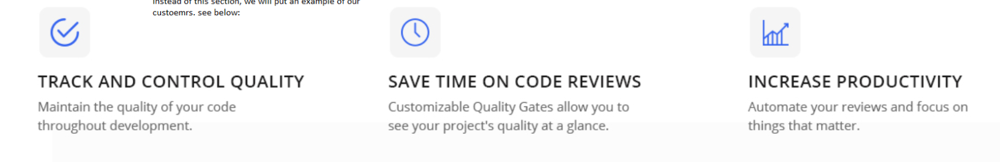 instead of this section, we will put an example of our
custoemrs. see below:
TRACK AND CONTROL QUALITY
Maintain the quality of your code
throughout development.
SAVE TIME ON CODE REVIEWS
Customizable Quality Gates allow you to
see your project's quality at a glance.
INCREASE PRODUCTIVITY
Automate your reviews and focus on
things that matter.